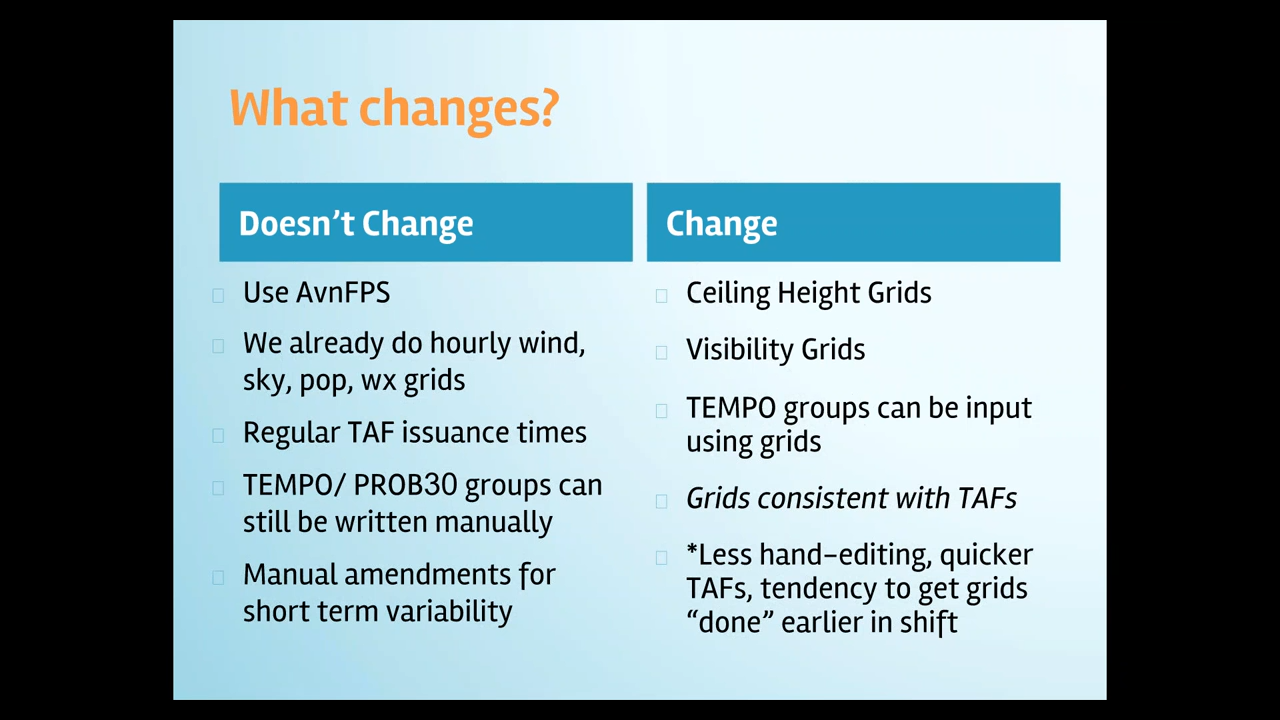 What changes?
Doesn’t Change
Use AvnFPS
We already do hourly wind,
sky, pop, wx grids
Regular TAF issuance times
TEMPO/ PROB30 groups can
still be written manually
Manual amendments for
short term variability
Change
Ceiling Height Grids
Visibility Grids
TEMPO groups can be input
using grids
Grids consistent with TAFs
*Less hand-editing, quicker
TAFs, tendency to get grids
“done” earlier in shift